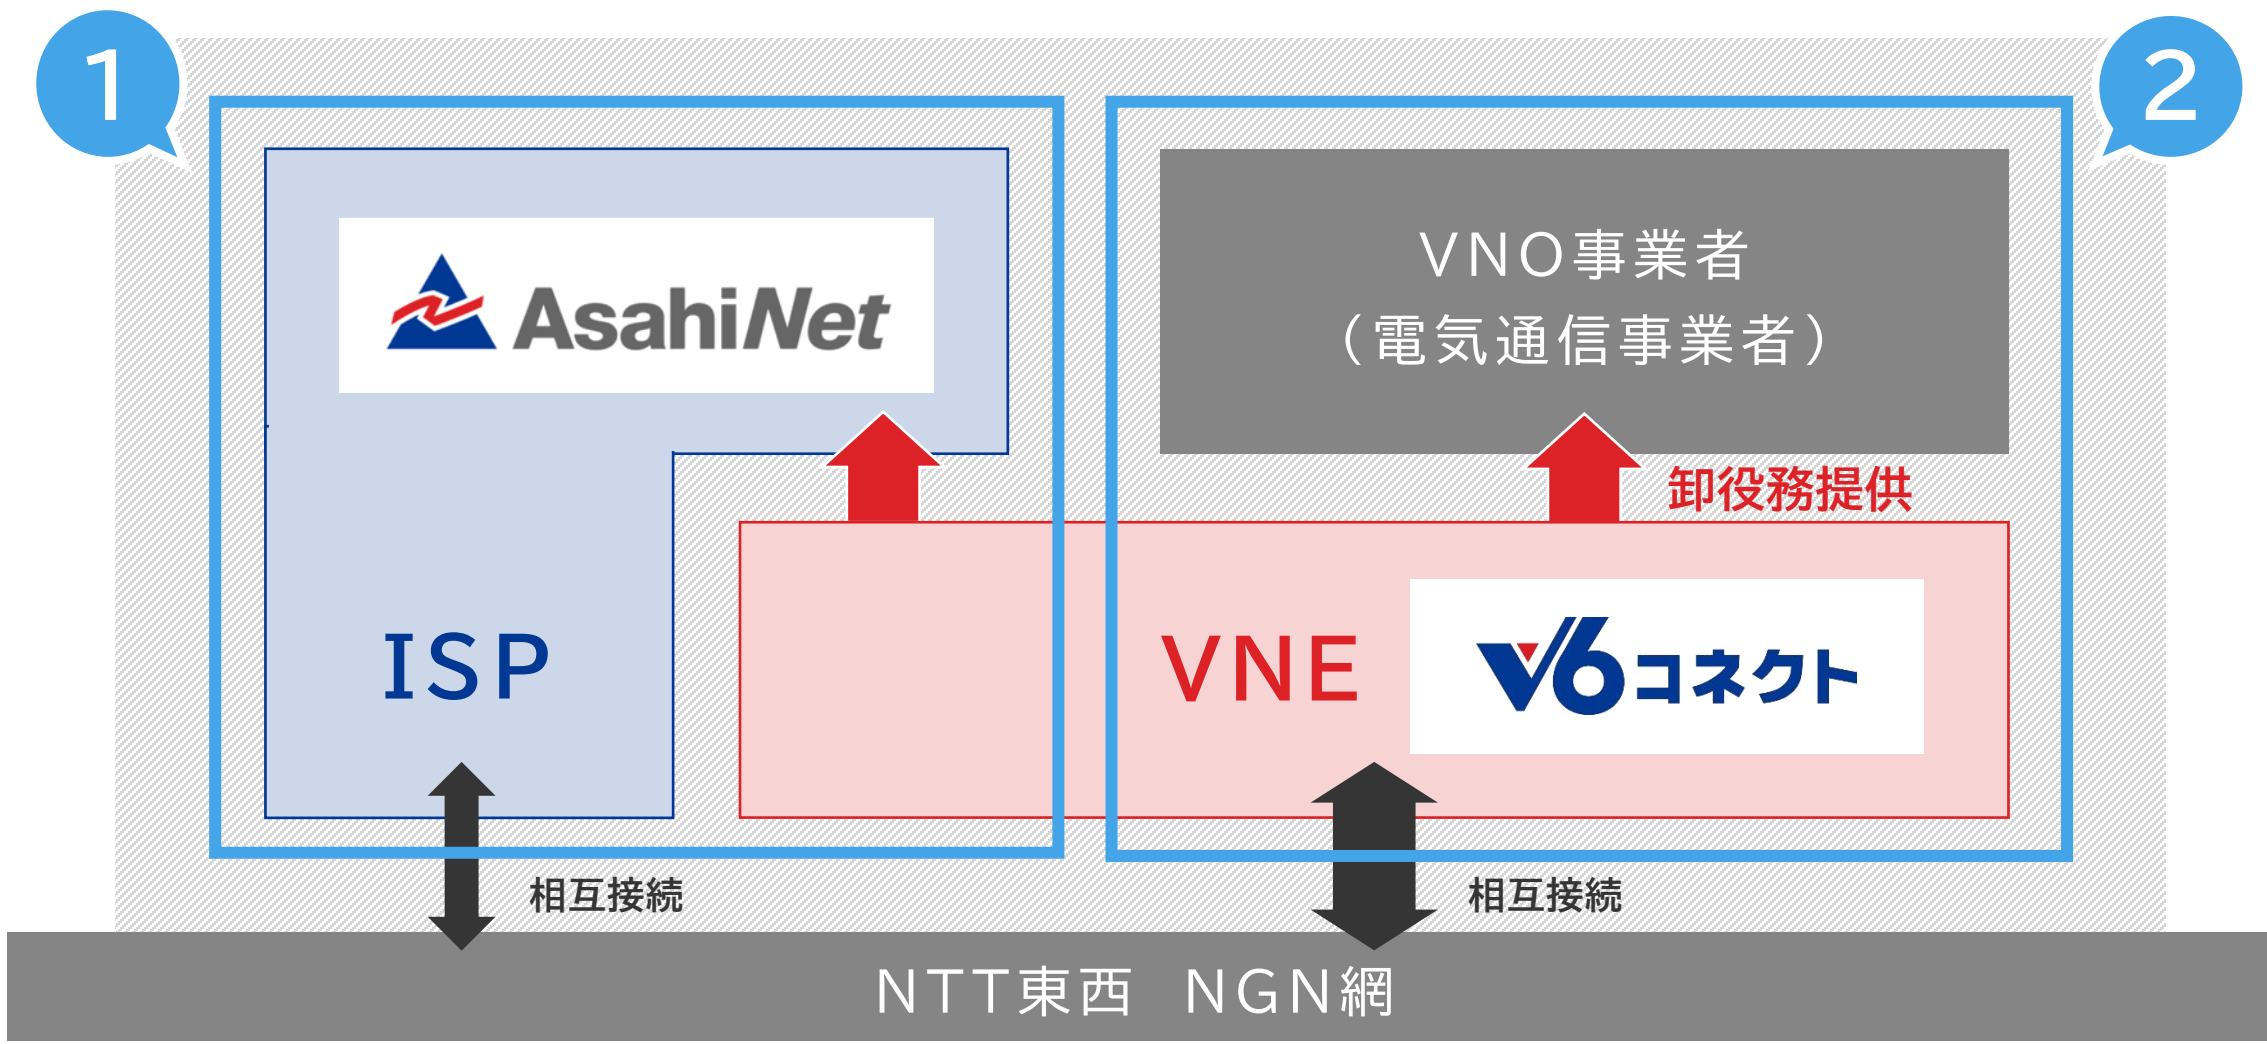 1
2
AsahiNet
VNO事業者
（電気通信事業者）
卸役務提供
ISP
VNE
v6コネクト
相互接続
相互接続
NTT東西　NGN網